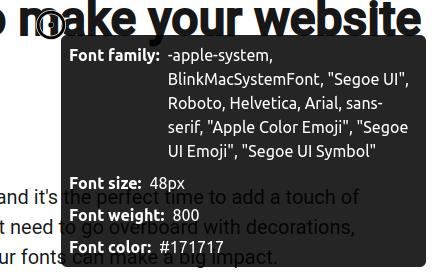 o make your website
Font family: -apple-system,
BlinkMacSystemFont, "Segoe UI",
Roboto, Helvetica, Arial, sans-
serif, "Apple Color Emoji", "Segoe
UI Emoji", "Segoe UI Symbol"
Font size: 48px
and it's the perfect time to add a touch of
Font weight: 800
t need to go overboard with decorations,
Font color: #171717
ur fonts can make a big impact.